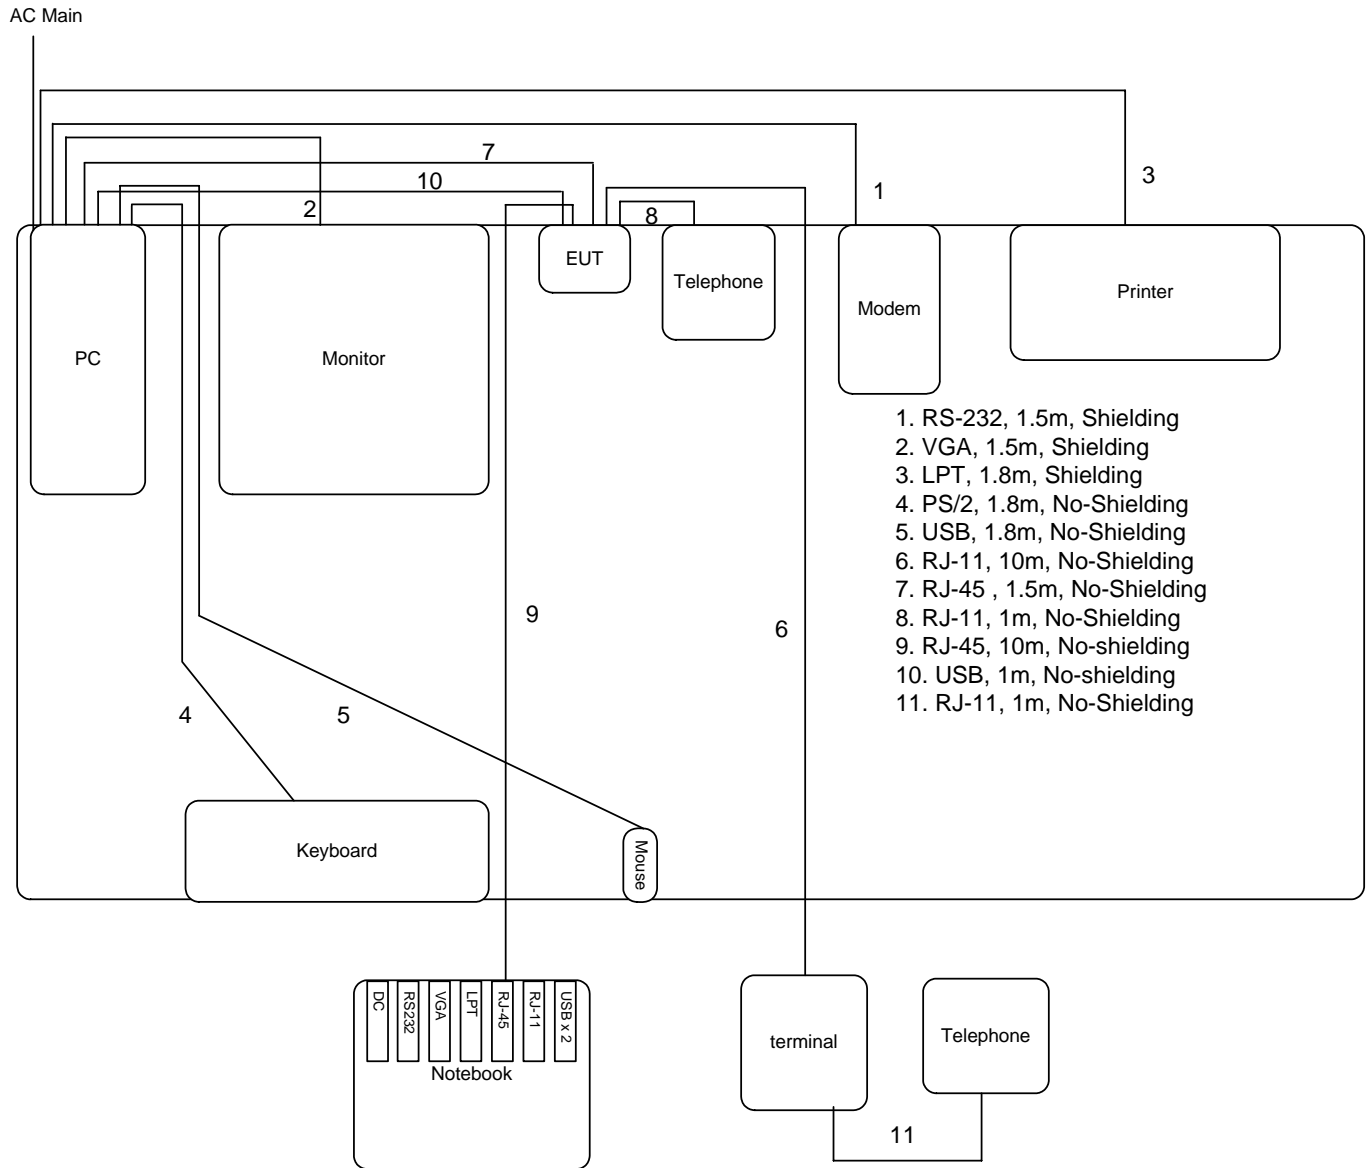 AC Main
7
10
2
8
1
3
EUT
Telephone
Modem
Printer
PC
Monitor
1. RS-232, 1.5m, Shielding
2. VGA, 1.5m, Shielding
3. LPT, 1.8m, Shielding
4. PS/2, 1.8m, No-Shielding
5. USB, 1.8m, No-Shielding
6. RJ-11, 10m, No-Shielding
7. RJ-45 , 1.5m, No-Shielding
8. RJ-11, 1m, No-Shielding
9. RJ-45, 10m, No-shielding
10. USB, 1m, No-shielding
11. RJ-11, 1m, No-Shielding
9
6
4
5
Keyboard
Mouse
DC
RS232
VGA
LPT
RJ-45
RJ-11
USB x 2
Notebook
terminal
Telephone
11